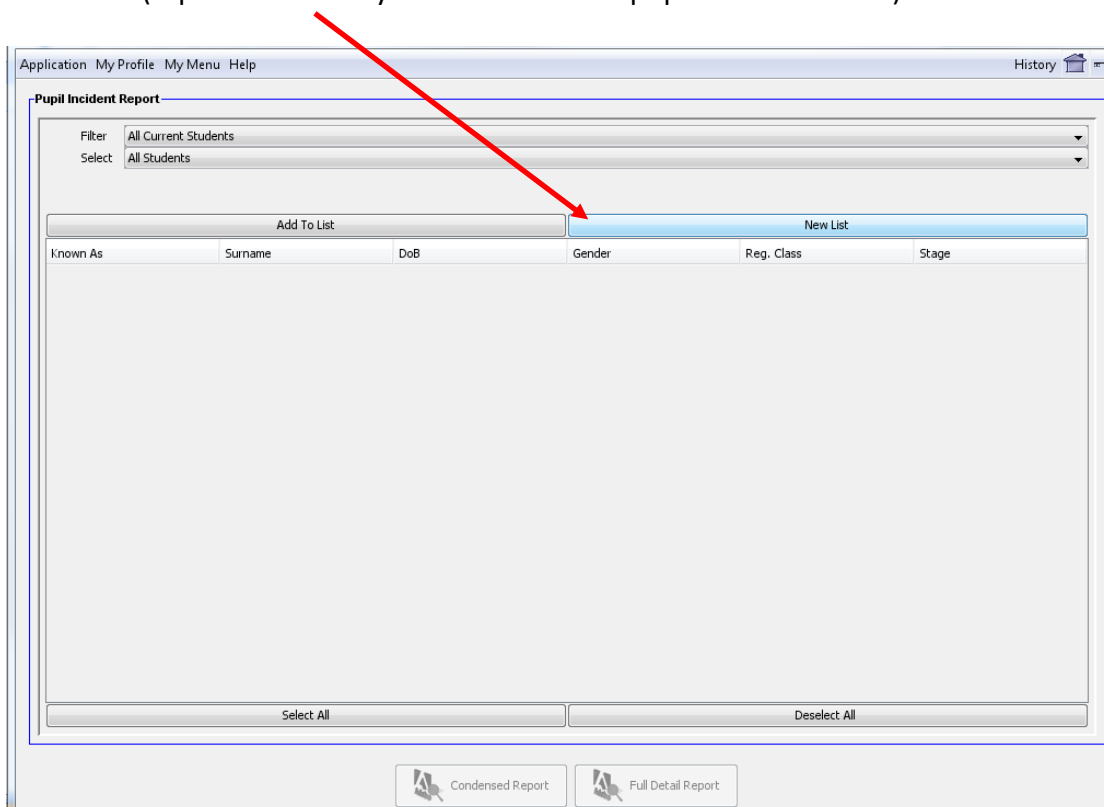 Application My Profile My Menu Help History
Pupil Incident Report
Filter All Current Students
Select All Students
Add To List New List
Known As Surname DoB Gender Reg. Class Stage
Select All Deselect All
Condensed Report Full Detail Report